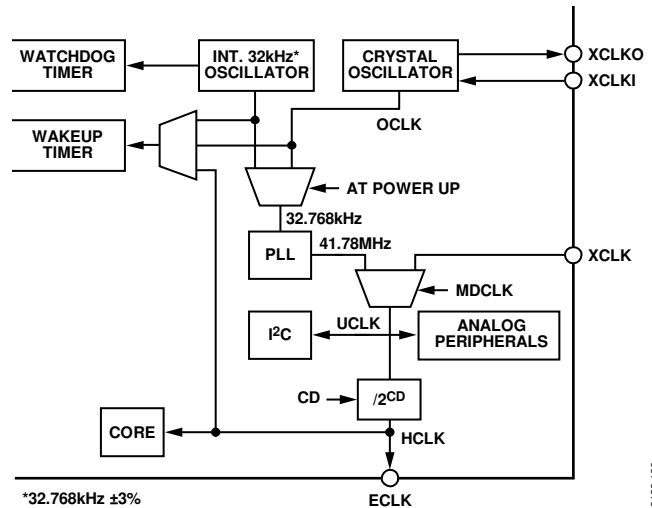 WATCHDOG
TIMER
INT. 32kHz*
OSCILLATOR
CRYSTAL
OSCILLATOR
XCLKO
XCLKI
OCLK
WAKEUP
TIMER
AT POWER UP
32.768kHz
PLL
41.78MHz
XCLK
MDCLK
I²C
UCLK
ANALOG
PERIPHERALS
CD
/2ᶜᴰ
CORE
HCLK
ECLK
*32.768kHz ±3%